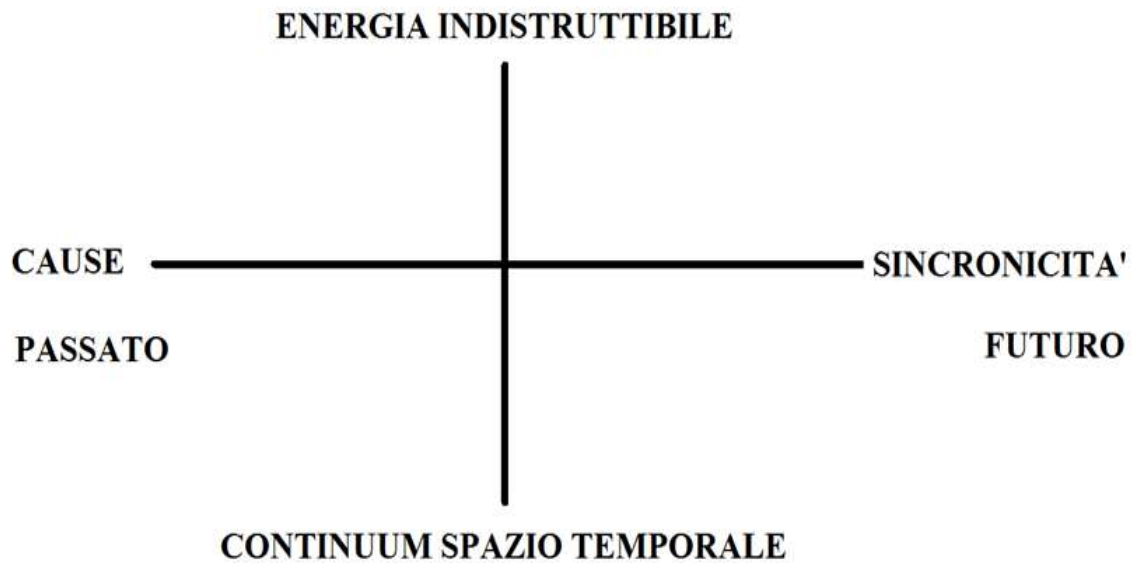 ENERGIA INDISTRUTTIBILE
CAUSE
SINCRONICITA'
PASSATO
FUTURO
CONTINUUM SPAZIO TEMPORALE